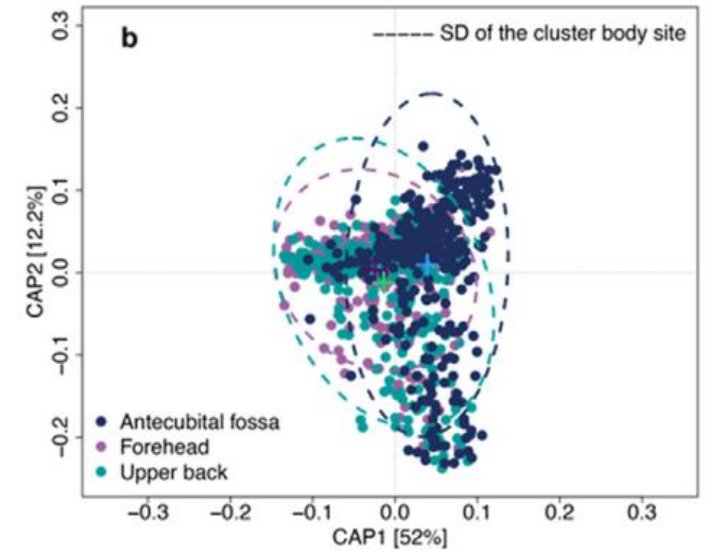 b
SD of the cluster body site
0.3
0.2
0.1
0.0
−0.1
−0.2
CAP2 [12.2%]
Antecubital fossa
Forehead
Upper back
−0.3 −0.2 −0.1 0.0 0.1 0.2 0.3
CAP1 [52%]